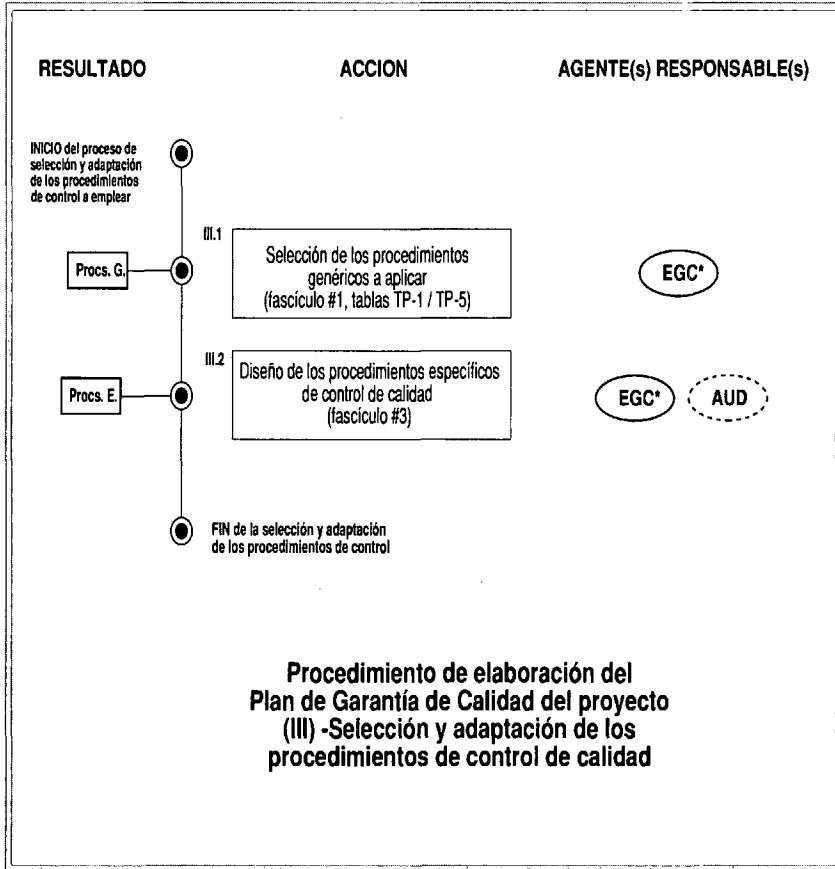 RESULTADO
ACCION
AGENTE(s) RESPONSABLE(s)
INICIO del proceso de
selección y adaptación
de los procedimientos
de control a emplear
III.1
Procs. G.
Selección de los procedimientos
genéricos a aplicar
(fascículo #1, tablas TP-1 / TP-5)
EGC*
III.2
Procs. E.
Diseño de los procedimientos específicos
de control de calidad
(fascículo #3)
EGC*
AUD
FIN de la selección y adaptación
de los procedimientos de control
Procedimiento de elaboración del
Plan de Garantía de Calidad del proyecto
(III) -Selección y adaptación de los
procedimientos de control de calidad